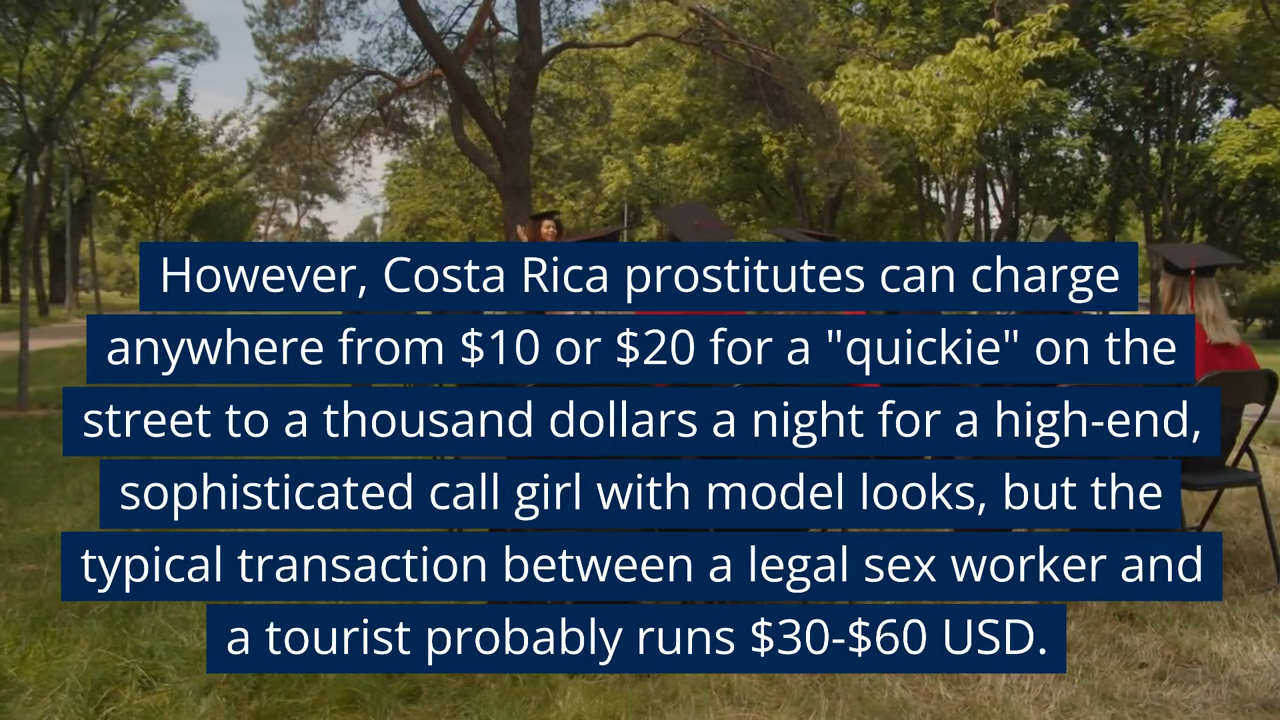 However, Costa Rica prostitutes can charge
anywhere from $10 or $20 for a "quickie" on the
street to a thousand dollars a night for a high-end,
sophisticated call girl with model looks, but the
typical transaction between a legal sex worker and
a tourist probably runs $30-$60 USD.